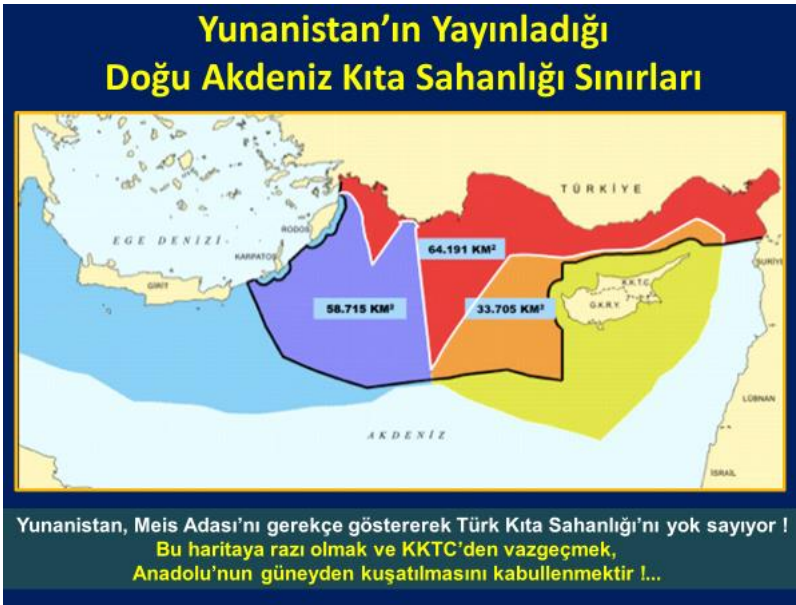 Yunanistan’ın Yayınladığı
Doğu Akdeniz Kıta Sahanlığı Sınırları
TÜRKİYE
RODOS
EGE DENİZİ
64.191 KM²
KARPATOS
SURİYE
GİRİT
K.K.T.C.
G.K.R.Y.
58.715 KM²
33.705 KM²
LÜBNAN
AKDENİZ
İSRAİL
Yunanistan, Meis Adası’nı gerekçe göstererek Türk Kıta Sahanlığı’nı yok sayıyor !
Bu haritaya razı olmak ve KKTC’den vazgeçmek,
Anadolu’nun güneyden kuşatılmasını kabullenmektir !...